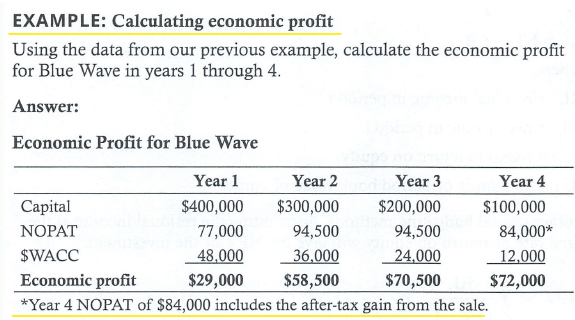 EXAMPLE: Calculating economic profit
Using the data from our previous example, calculate the economic profit
for Blue Wave in years 1 through 4.
Answer:
Economic Profit for Blue Wave
Year 1 Year 2 Year 3 Year 4
Capital $400,000 $300,000 $200,000 $100,000
NOPAT 77,000 94,500 94,500 84,000*
$WACC 48,000 36,000 24,000 12,000
Economic profit $29,000 $58,500 $70,500 $72,000
*Year 4 NOPAT of $84,000 includes the after-tax gain from the sale.